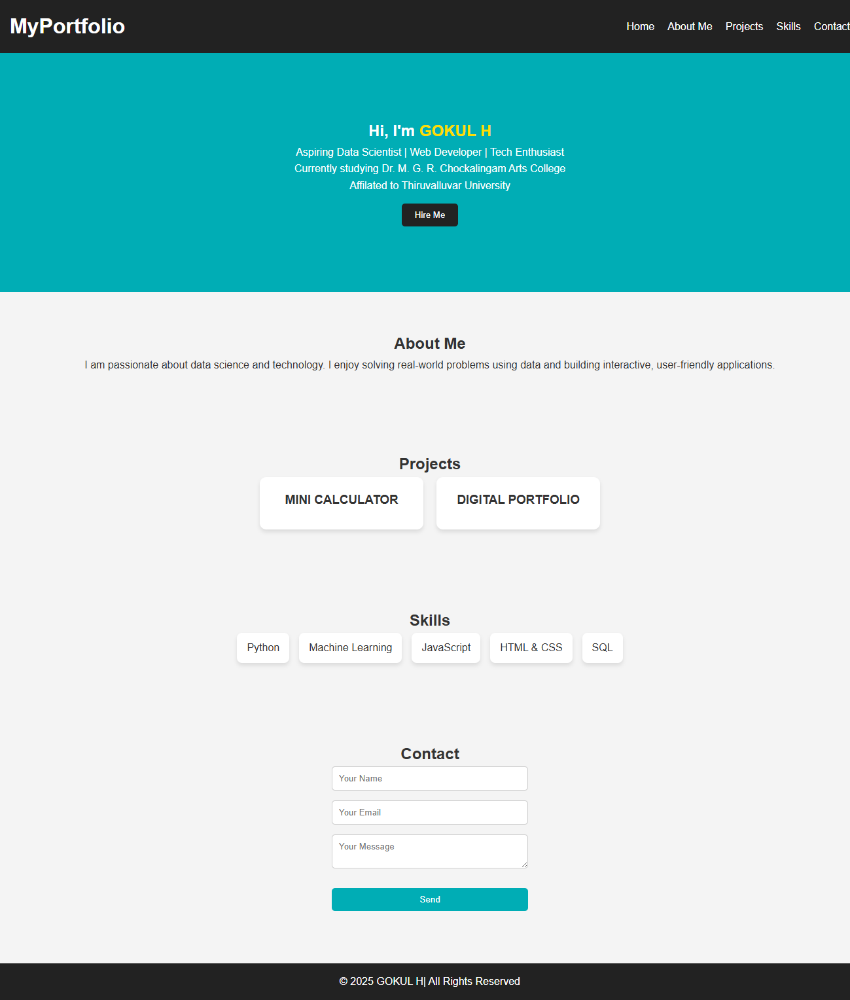 MyPortfolio
Home About Me Projects Skills Contact
Hi, I'm GOKUL H
Aspiring Data Scientist | Web Developer | Tech Enthusiast
Currently studying Dr. M. G. R. Chockalingam Arts College
Affilated to Thiruvalluvar University
Hire Me
About Me
I am passionate about data science and technology. I enjoy solving real-world problems using data and building interactive, user-friendly applications.
Projects
MINI CALCULATOR DIGITAL PORTFOLIO
Skills
Python Machine Learning JavaScript HTML & CSS SQL
Contact
Your Name
Your Email
Your Message
Send
© 2025 GOKUL H| All Rights Reserved